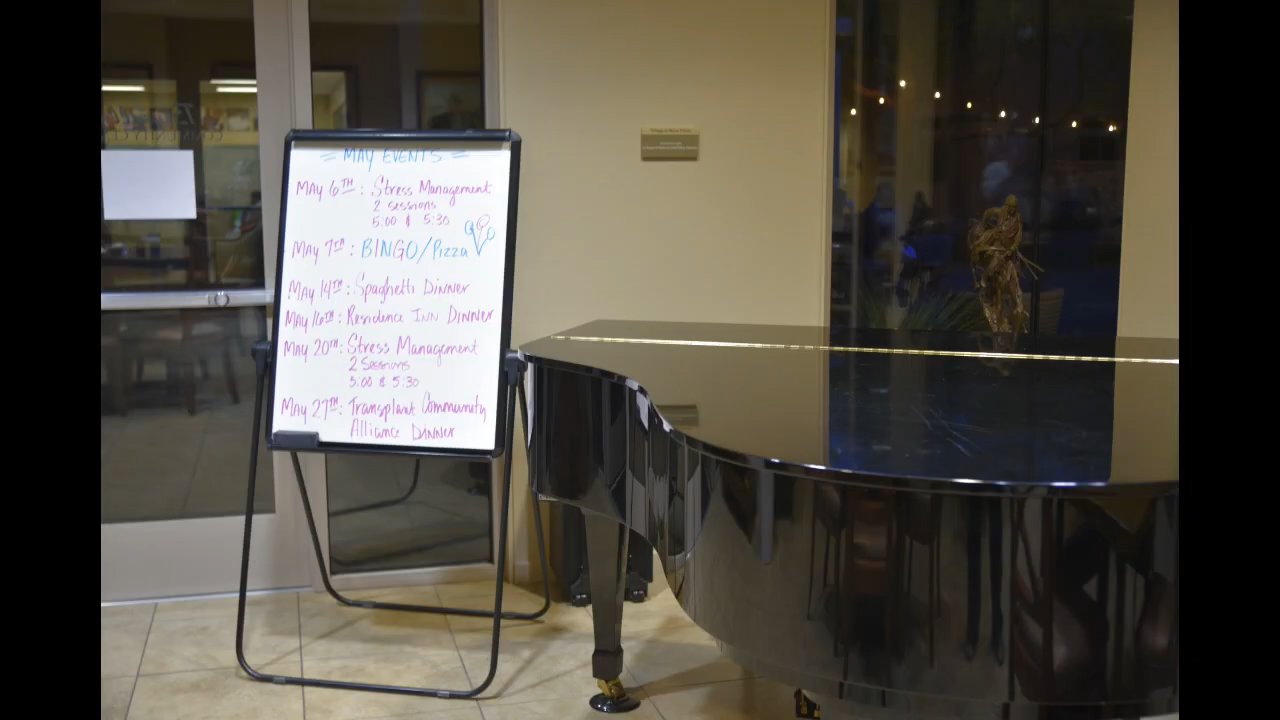 = MAY EVENTS =
MAY 6TH: Stress Management
2 sessions
5:00 & 5:30
MAY 7TH: BINGO/Pizza
MAY 14TH: Spaghetti Dinner
MAY 16TH: Residence Inn Dinner
MAY 20TH: Stress Management
2 Sessions
5:00 & 5:30
MAY 27TH: Transplant Community
Alliance Dinner